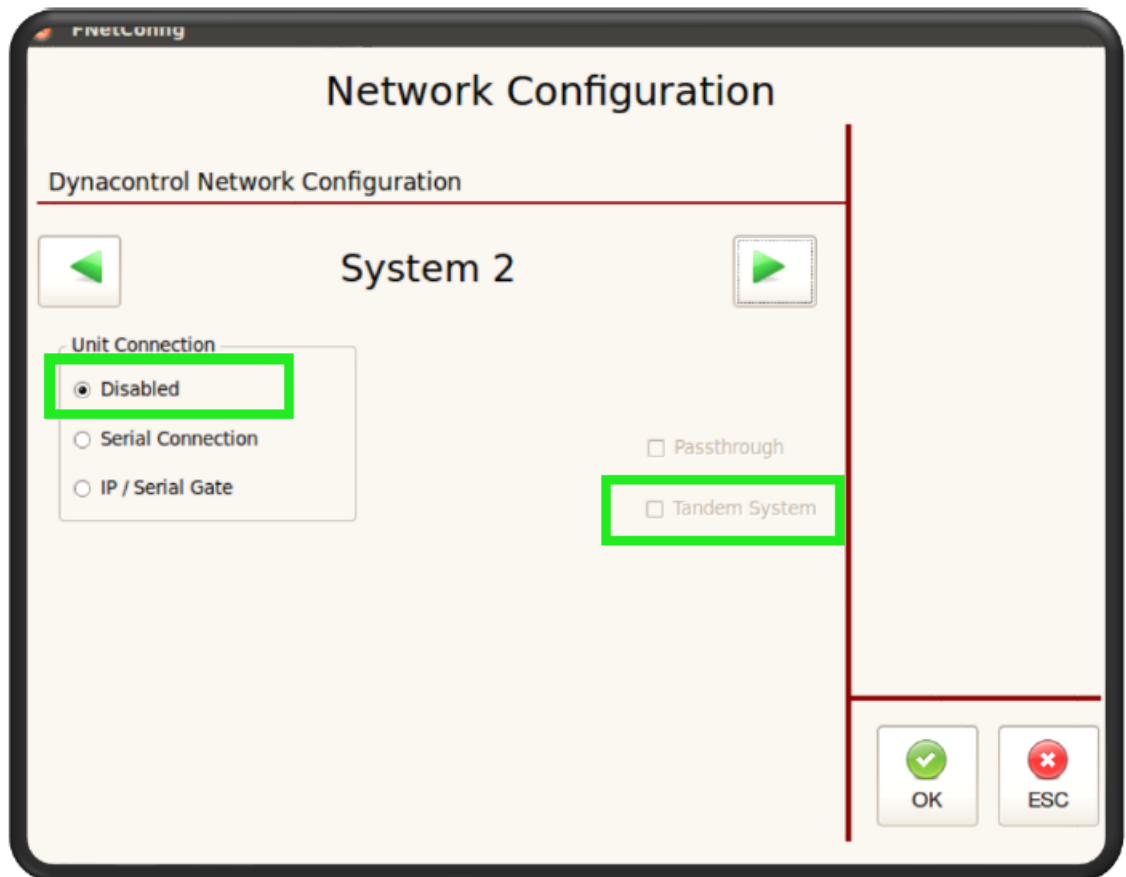 FNetConfig
Network Configuration
Dynacontrol Network Configuration
System 2
Unit Connection
Disabled
Serial Connection
IP / Serial Gate
Passthrough
Tandem System
OK
ESC